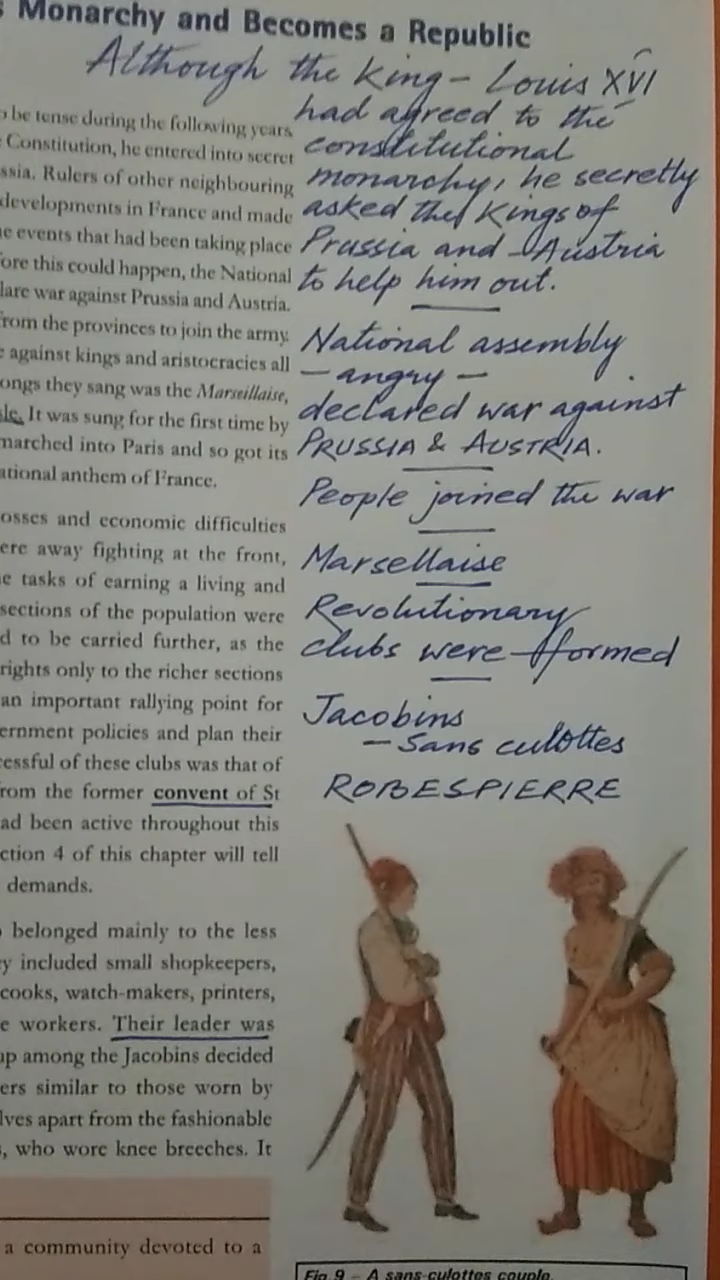 Monarchy and Becomes a Republic
Although the King – Louis XVI
had agreed to the
constitutional
monarchy, he secretly
asked the Kings of
Prussia and Austria
to help him out.
National assembly
– angry –
declared war against
PRUSSIA & AUSTRIA.
People joined the war
Marsellaise
Revolutionary
clubs were formed
Jacobins
– Sans culottes
ROBESPIERRE
be tense during the following years
Constitution, he entered into secret
ssia. Rulers of other neighbouring
developments in France and made
e events that had been taking place
ore this could happen, the National
lare war against Prussia and Austria.
from the provinces to join the army
against kings and aristocracies all
ongs they sang was the Marseillaise,
le. It was sung for the first time by
marched into Paris and so got its
ational anthem of France.
osses and economic difficulties
ere away fighting at the front,
e tasks of earning a living and
sections of the population were
d to be carried further, as the
rights only to the richer sections
an important rallying point for
ernment policies and plan their
cessful of these clubs was that of
rom the former convent of St
ad been active throughout this
ction 4 of this chapter will tell
demands.
belonged mainly to the less
y included small shopkeepers,
cooks, watch-makers, printers,
e workers. Their leader was
up among the Jacobins decided
ers similar to those worn by
lves apart from the fashionable
, who wore knee breeches. It
a community devoted to a
Fig 9 – A sans-culottes couple.